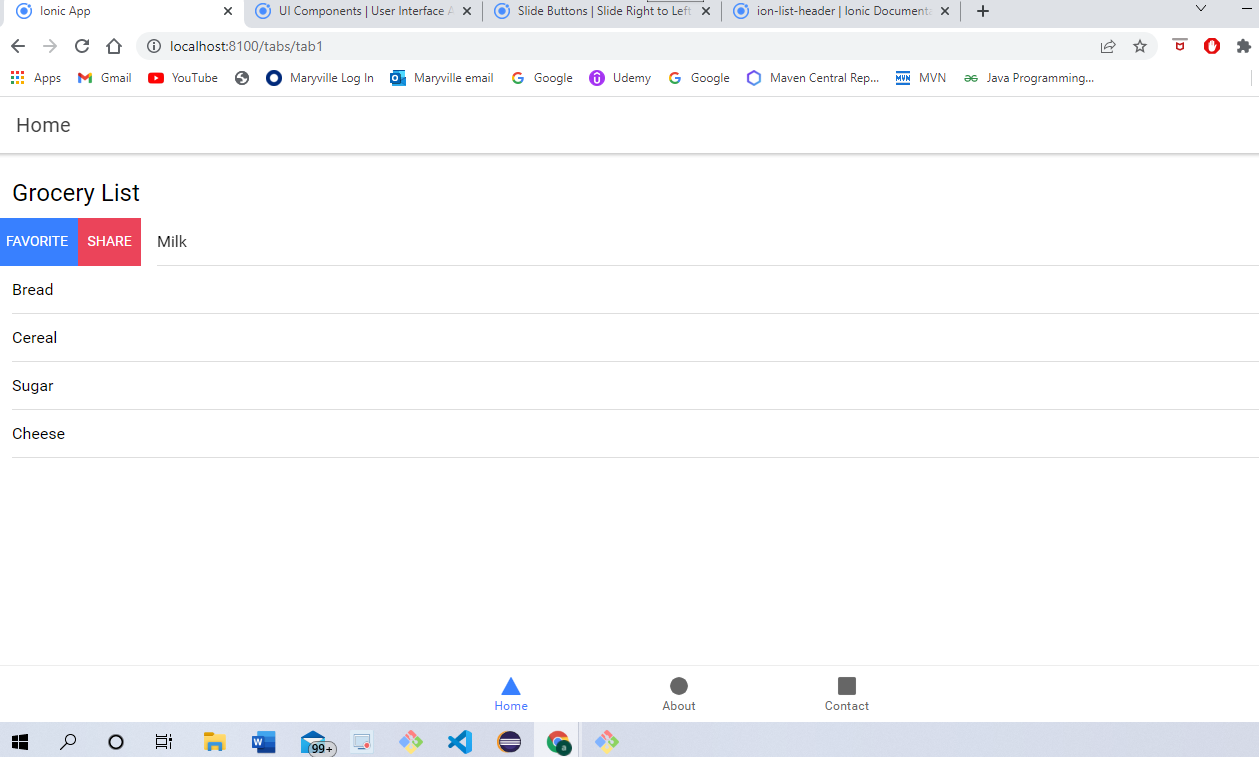 Ionic App UI Components | User Interface A Slide Buttons | Slide Right to Left ion-list-header | Ionic Documenta
localhost:8100/tabs/tab1
Apps Gmail YouTube Maryville Log In Maryville email Google Udemy Google Maven Central Rep... MVN MVN Java Programming...
Home
Grocery List
FAVORITE SHARE Milk
Bread
Cereal
Sugar
Cheese
Home About Contact
99+